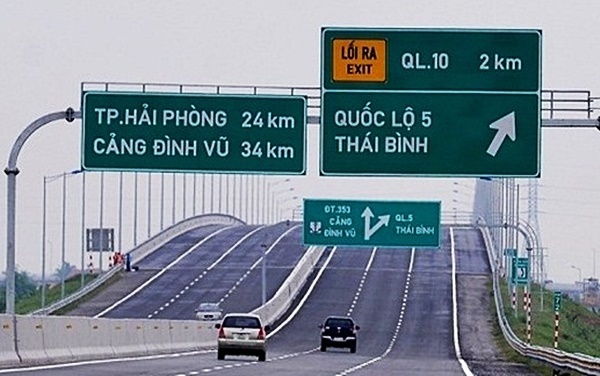 LỐI RA
EXIT
QL.10 2 km
TP.HẢI PHÒNG 24 km
CẢNG ĐÌNH VŨ 34 km
QUỐC LỘ 5
THÁI BÌNH
ĐT.353
CẢNG
ĐÌNH VŨ
QL.5
THÁI BÌNH